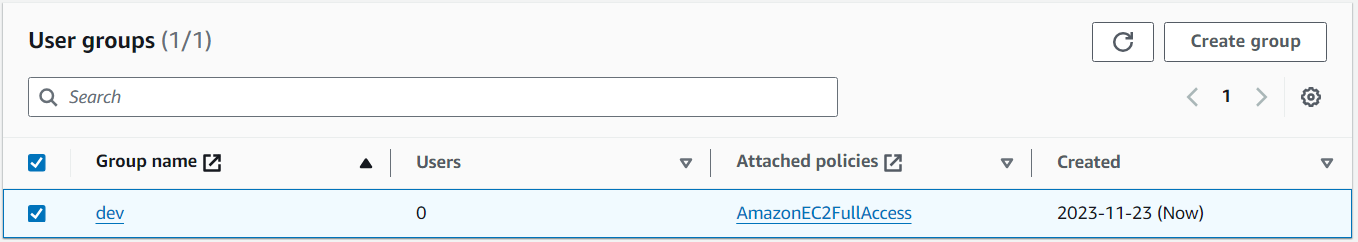 User groups (1/1)
Create group
Search
1
Group name Users Attached policies Created
dev 0 AmazonEC2FullAccess 2023-11-23 (Now)